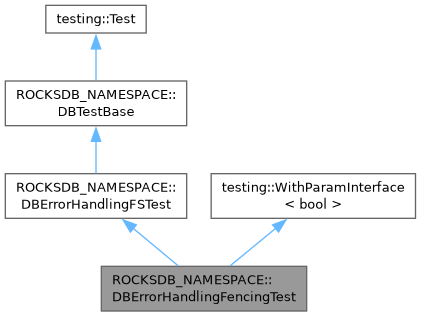 testing::Test
ROCKSDB_NAMESPACE::
DBTestBase
ROCKSDB_NAMESPACE::
DBErrorHandlingFSTest
testing::WithParamInterface
< bool >
ROCKSDB_NAMESPACE::
DBErrorHandlingFencingTest